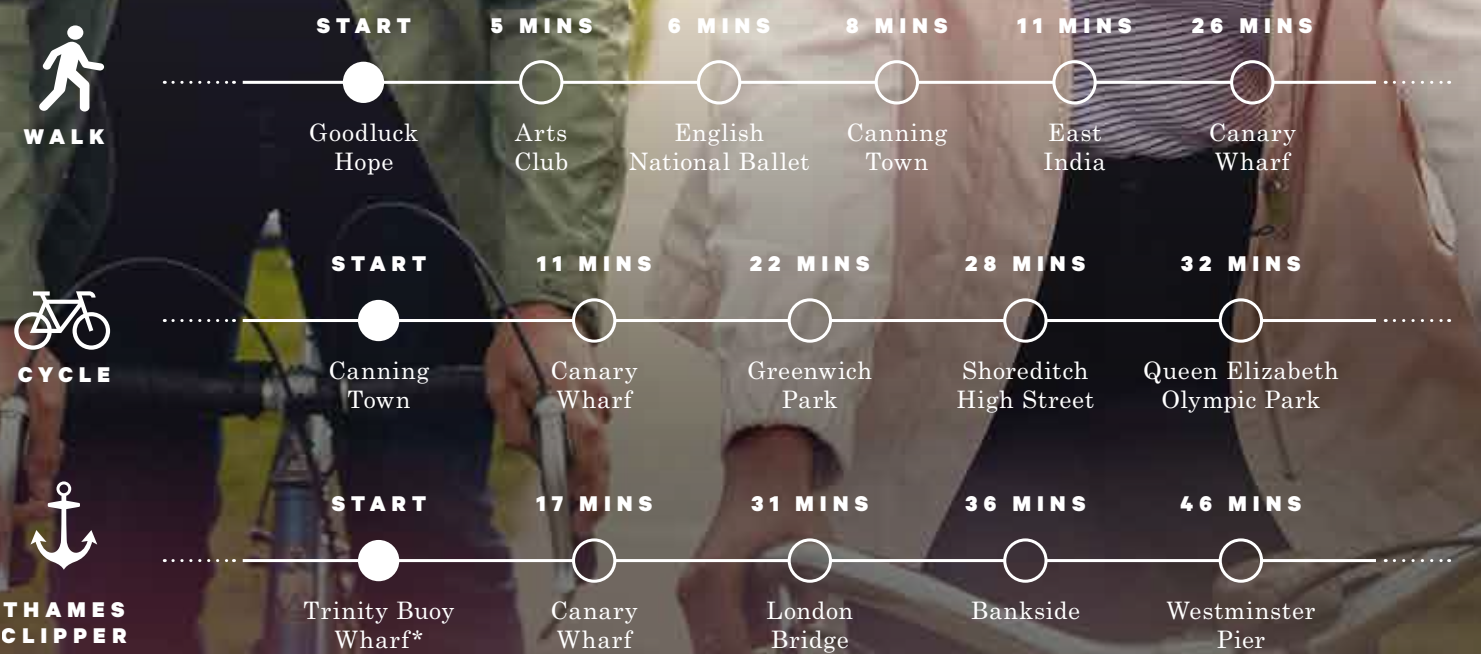 START 5 MINS 6 MINS 8 MINS 11 MINS 26 MINS
WALK
Goodluck Hope
Arts Club
English National Ballet
Canning Town
East India
Canary Wharf
START 11 MINS 22 MINS 28 MINS 32 MINS
CYCLE
Canning Town
Canary Wharf
Greenwich Park
Shoreditch High Street
Queen Elizabeth Olympic Park
START 17 MINS 31 MINS 36 MINS 46 MINS
THAMES CLIPPER
Trinity Buoy Wharf*
Canary Wharf
London Bridge
Bankside
Westminster Pier